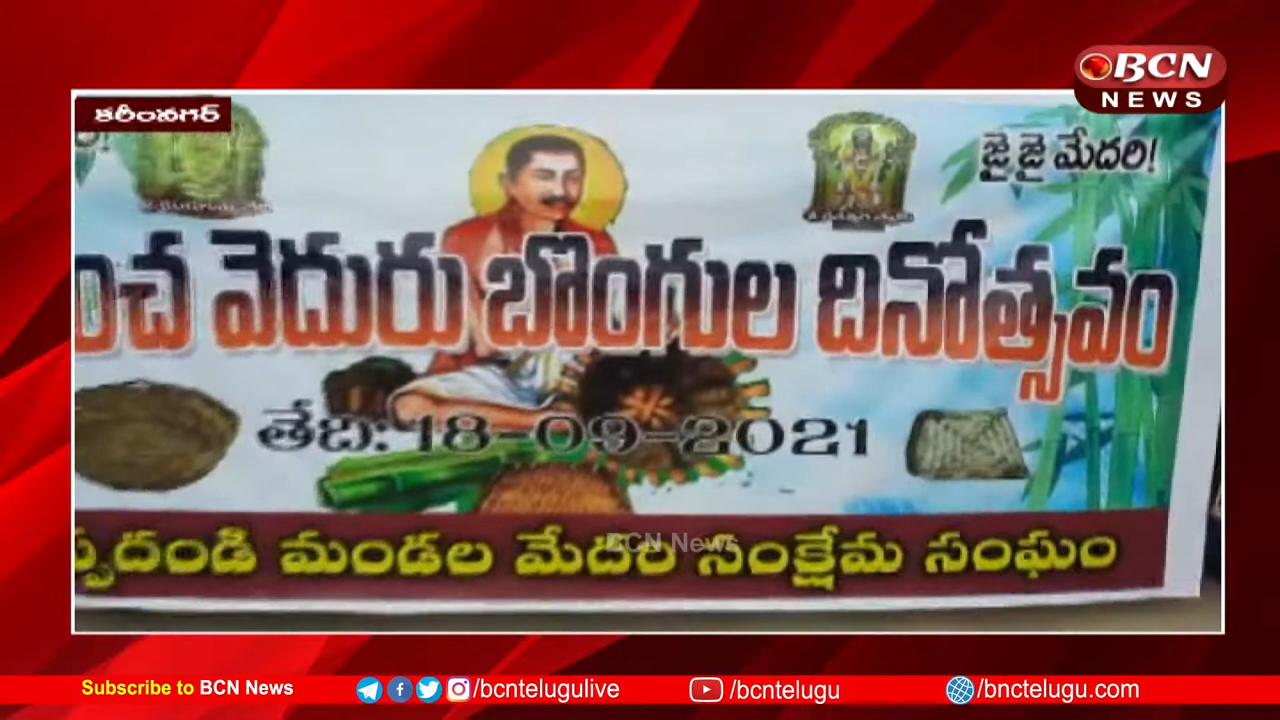 BCN
NEWS
కరీంనగర్
జై జై మేదరి!
ంచ వెదురు బొంగుల దినోత్సవం
తేది: 18-09-2021
ప్పదండి మండల మేదరి సంక్షేమ సంఘం
BCN News
Subscribe to BCN News
/bcntelugulive
/bcntelugu
/bnctelugu.com